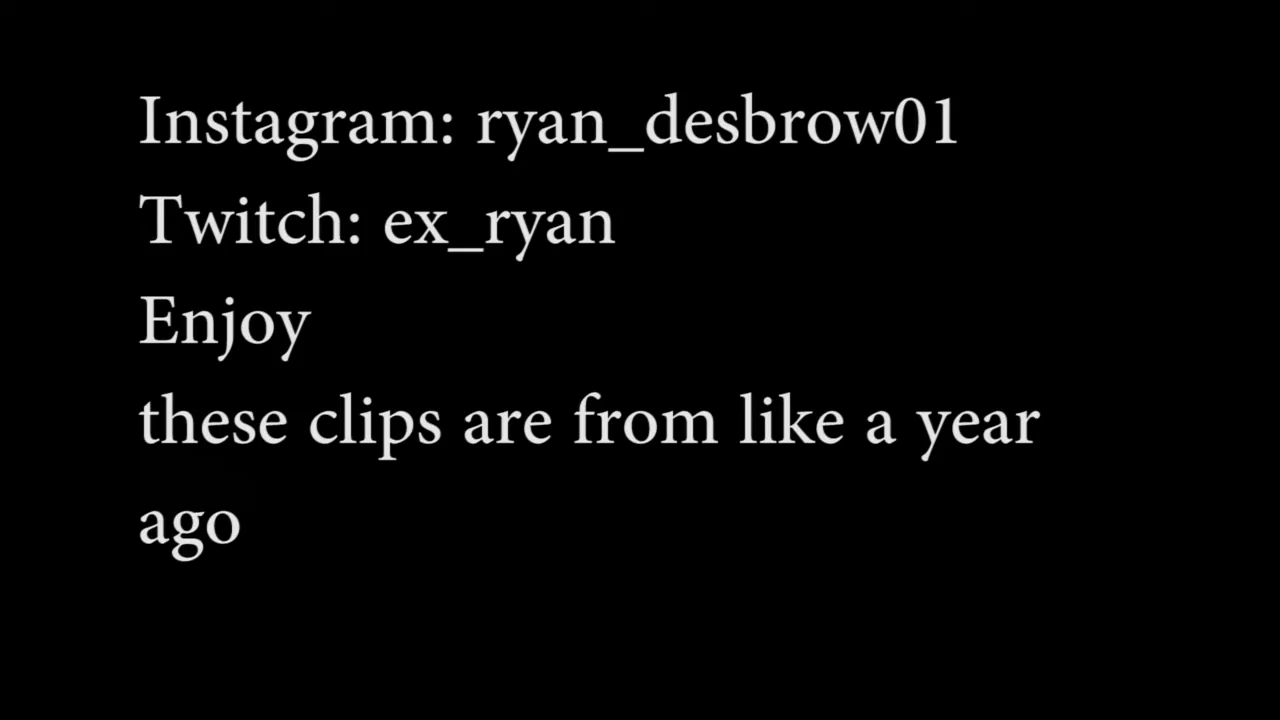 Instagram: ryan_desbrow01
Twitch: ex_ryan
Enjoy
these clips are from like a year
ago